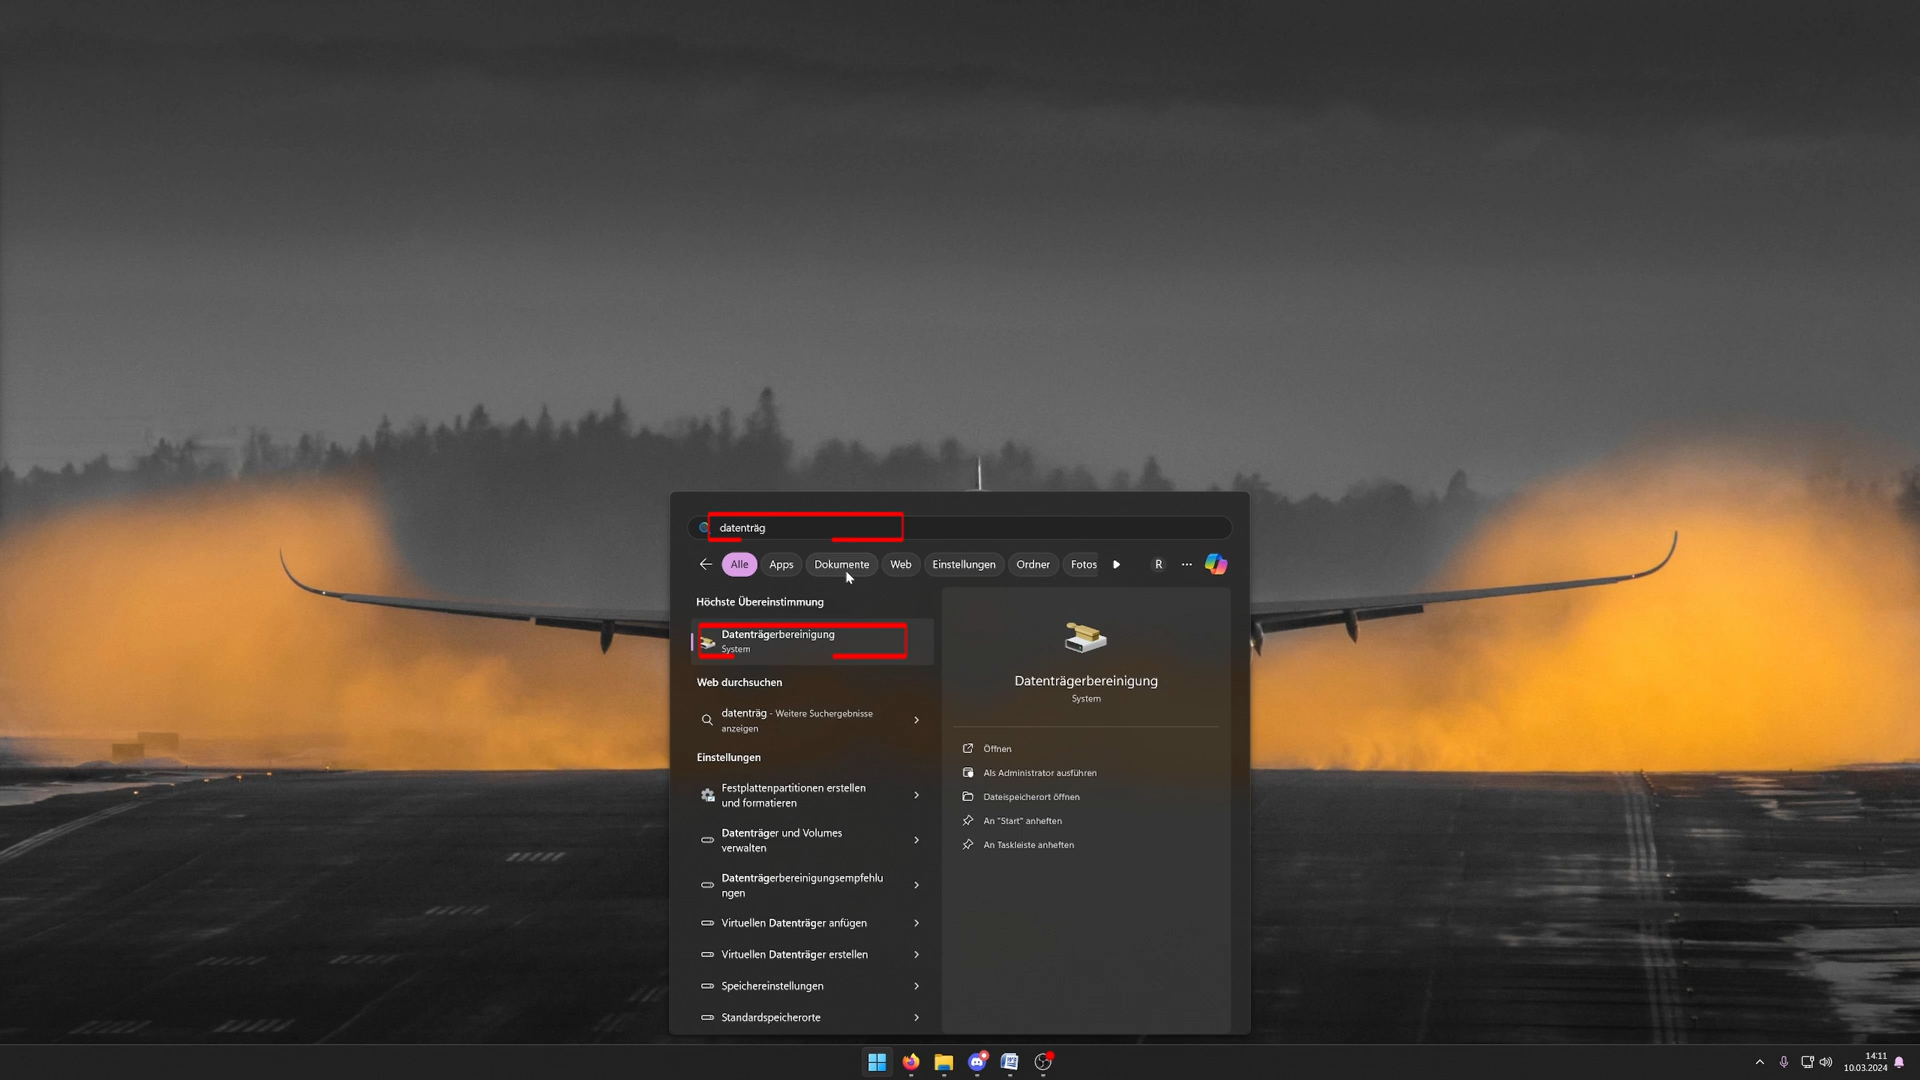 datenträg
Alle Apps Dokumente Web Einstellungen Ordner Fotos R
Höchste Übereinstimmung
Datenträgerbereinigung
System
Web durchsuchen
datenträg - Weitere Suchergebnisse
anzeigen
Einstellungen
Festplattenpartitionen erstellen
und formatieren
Datenträger und Volumes
verwalten
Datenträgerbereinigungsempfehlu
ngen
Virtuellen Datenträger anfügen
Virtuellen Datenträger erstellen
Speichereinstellungen
Standardspeicherorte
Datenträgerbereinigung
System
Öffnen
Als Administrator ausführen
Dateispeicherort öffnen
An "Start" anheften
An Taskleiste anheften
14:11
10.03.2024